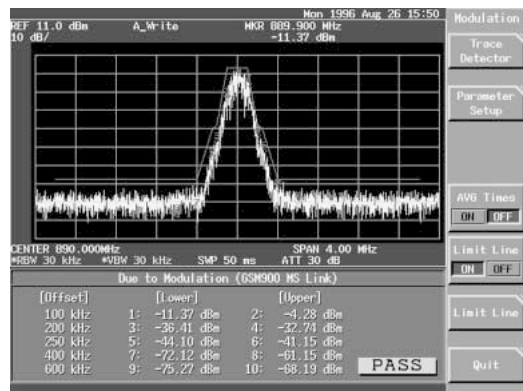 Mon 1996 Aug 26 15:50
REF 11.0 dBm A_Write MKR 889.900 MHz
10 dB/ -11.37 dBm
CENTER 890.000MHz SPAN 4.00 MHz
*RBW 30 kHz *VBW 30 kHz SWP 50 ms ATT 30 dB
Due to Modulation (GSM900 MS Link)
[Offset] [Lower] [Upper]
100 kHz 1: -11.37 dBm 2: -4.28 dBm
200 kHz 3: -36.41 dBm 4: -32.74 dBm
250 kHz 5: -44.10 dBm 6: -41.15 dBm
400 kHz 7: -72.12 dBm 8: -61.15 dBm
600 kHz 9: -75.27 dBm 10: -68.19 dBm
PASS
Modulation
Trace
Detector
Parameter
Setup
AVG Times
ON OFF
Limit Line
ON OFF
Limit Line
Quit